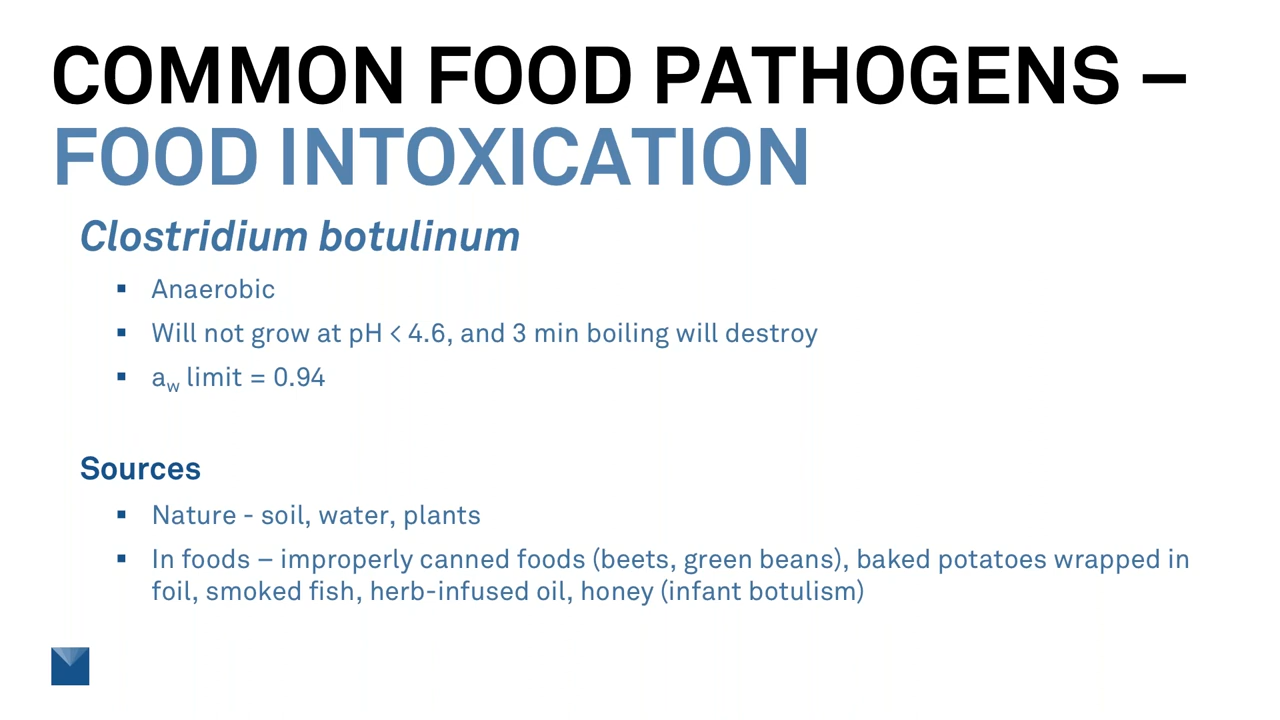 COMMON FOOD PATHOGENS –
FOOD INTOXICATION
Clostridium botulinum
▪ Anaerobic
▪ Will not grow at pH < 4.6, and 3 min boiling will destroy
▪ aw limit = 0.94
Sources
▪ Nature - soil, water, plants
▪ In foods – improperly canned foods (beets, green beans), baked potatoes wrapped in
foil, smoked fish, herb-infused oil, honey (infant botulism)